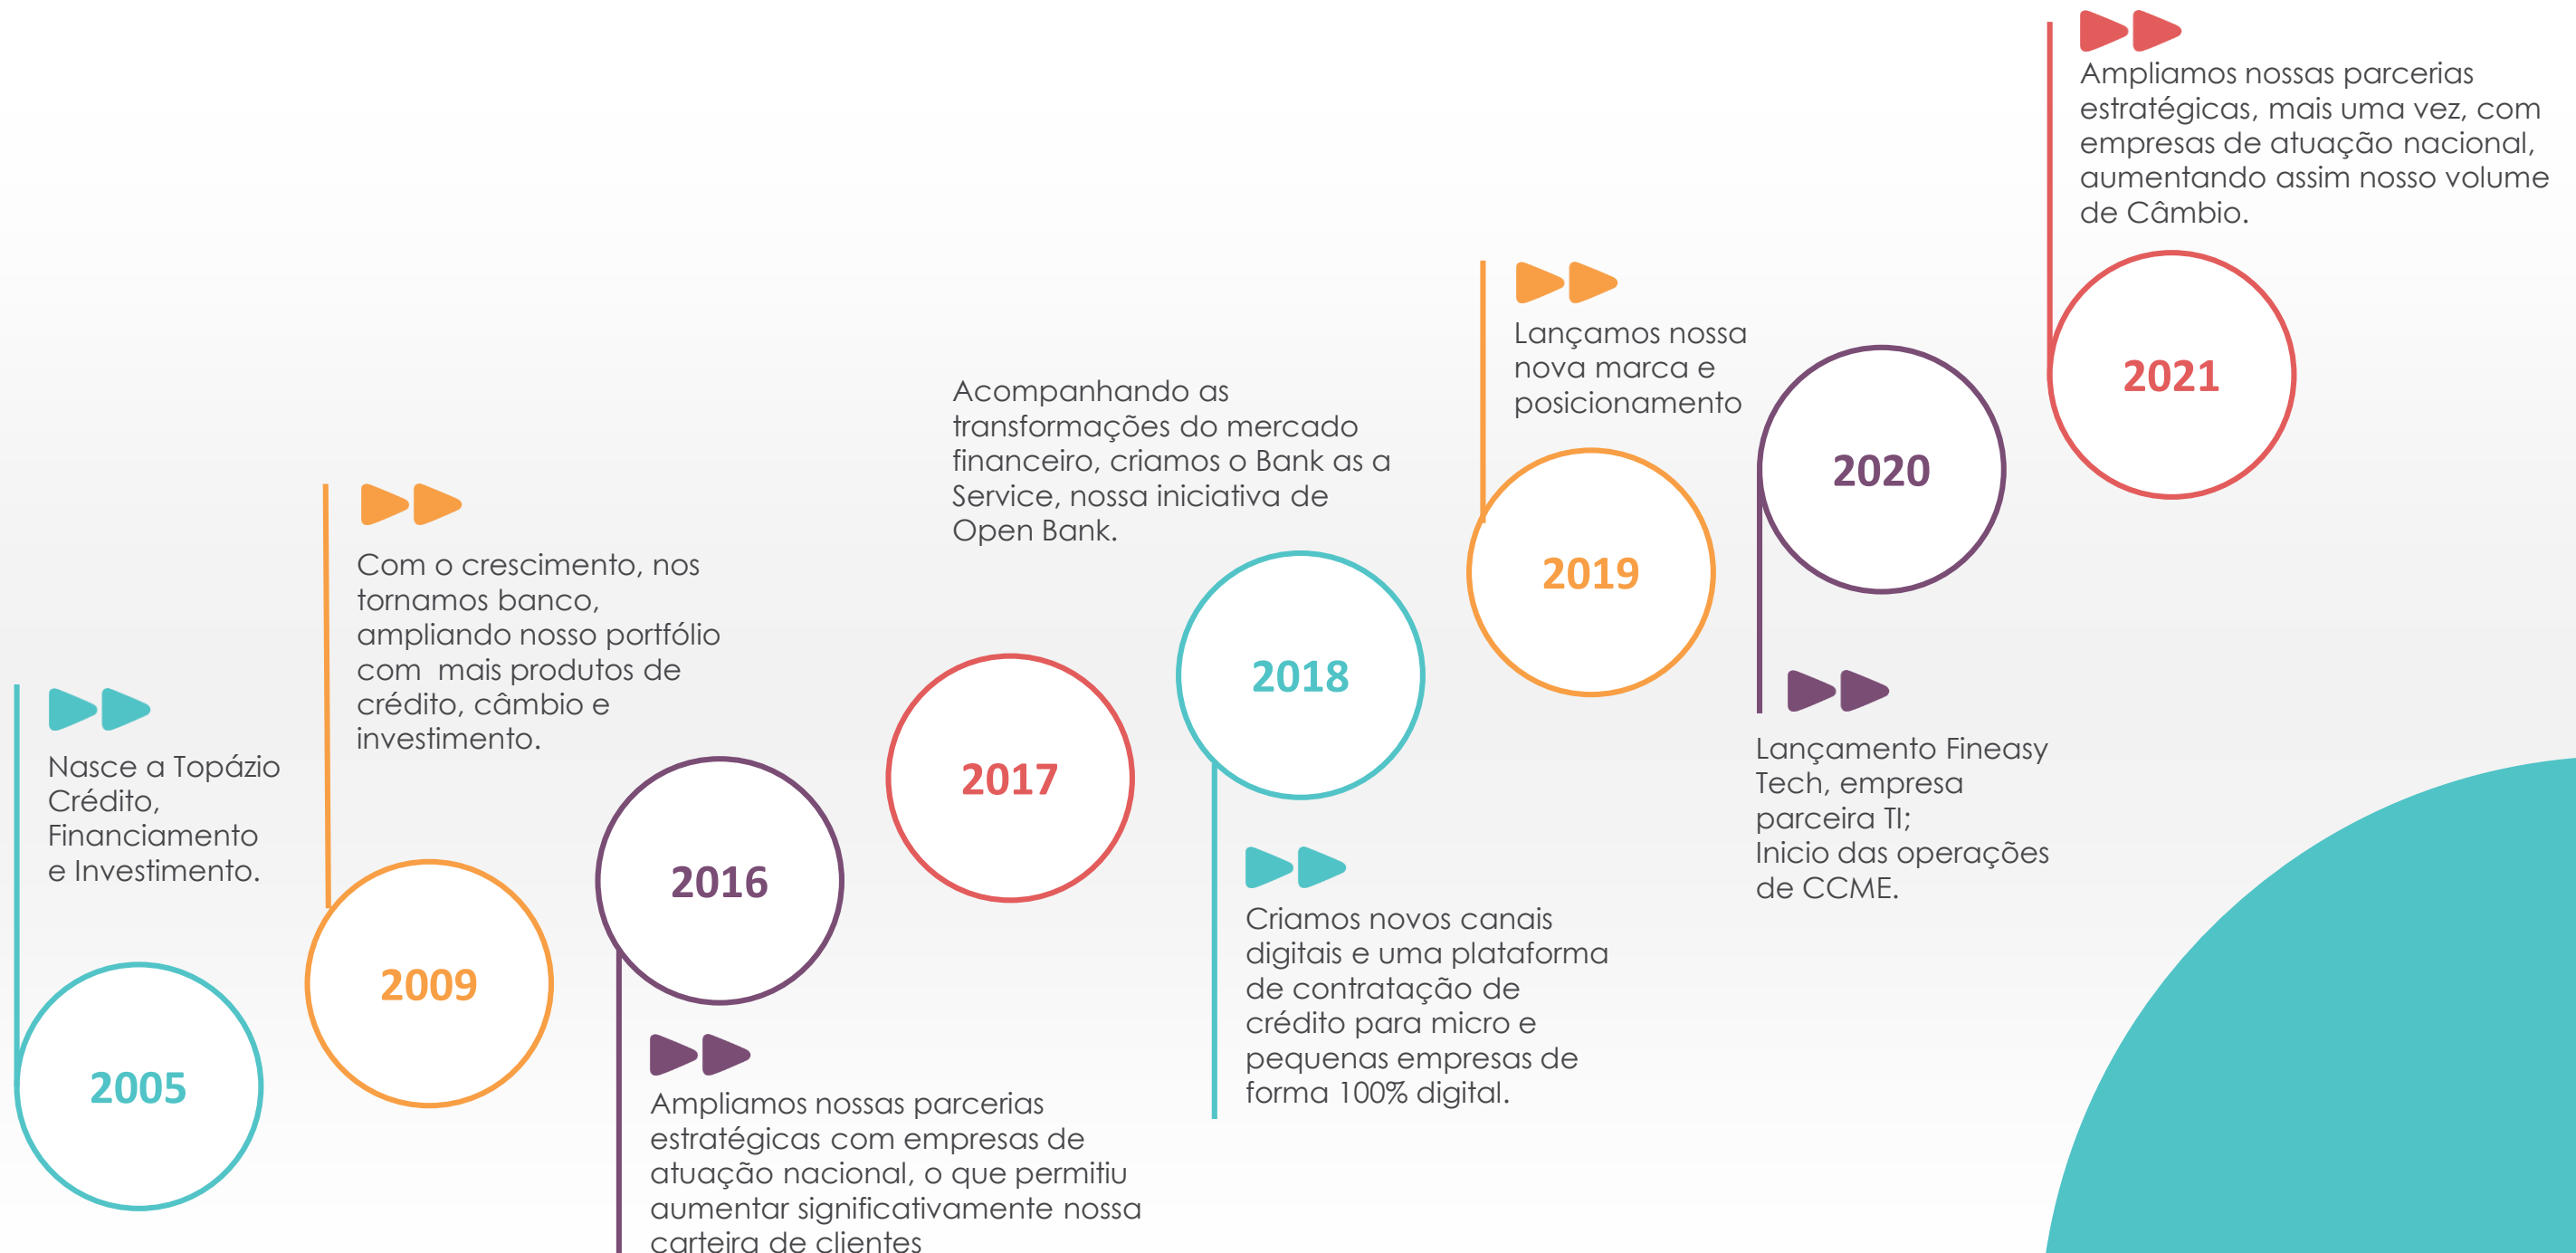 Nasce a Topázio
Crédito,
Financiamento
e Investimento.
2005
Com o crescimento, nos
tornamos banco,
ampliando nosso portfólio
com  mais produtos de
crédito, câmbio e
investimento.
2009
2016
Ampliamos nossas parcerias
estratégicas com empresas de
atuação nacional, o que permitiu
aumentar significativamente nossa
carteira de clientes
Acompanhando as
transformações do mercado
financeiro, criamos o Bank as a
Service, nossa iniciativa de
Open Bank.
2017
2018
Criamos novos canais
digitais e uma plataforma
de contratação de
crédito para micro e
pequenas empresas de
forma 100% digital.
Lançamos nossa
nova marca e
posicionamento
2019
2020
Lançamento Fineasy
Tech, empresa
parceira TI;
Inicio das operações
de CCME.
Ampliamos nossas parcerias
estratégicas, mais uma vez, com
empresas de atuação nacional,
aumentando assim nosso volume
de Câmbio.
2021